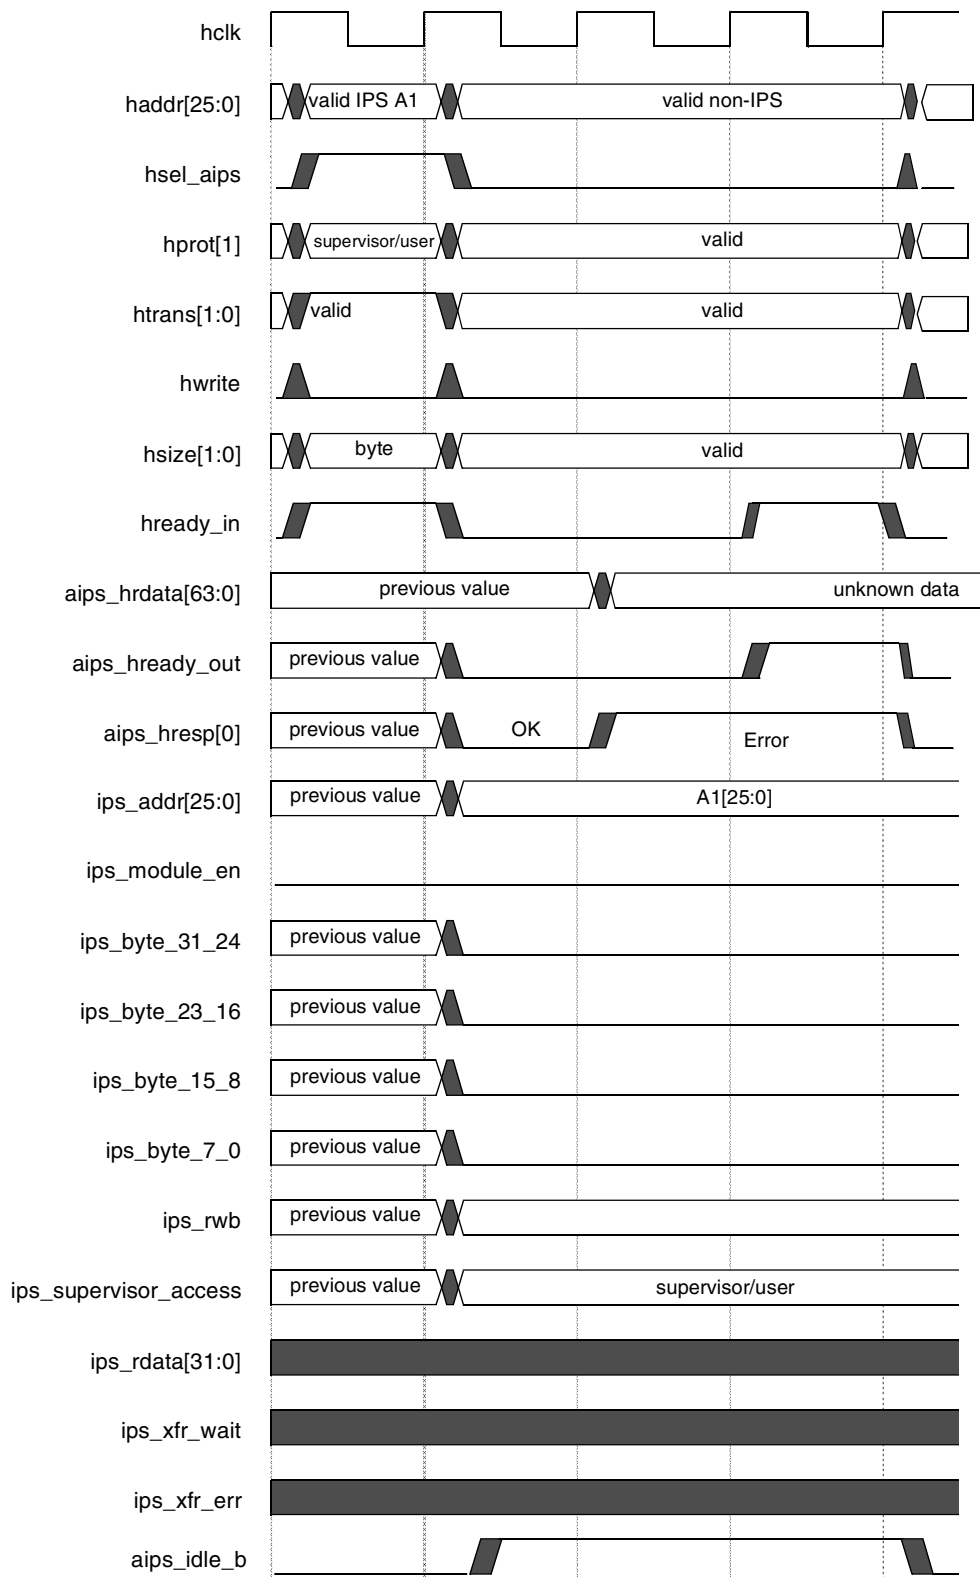 hclk
haddr[25:0] valid IPS A1 valid non-IPS
hsel_aips
hprot[1] supervisor/user valid
htrans[1:0] valid valid
hwrite
hsize[1:0] byte valid
hready_in
aips_hrdata[63:0] previous value unknown data
aips_hready_out previous value
aips_hresp[0] previous value OK Error
ips_addr[25:0] previous value A1[25:0]
ips_module_en
ips_byte_31_24 previous value
ips_byte_23_16 previous value
ips_byte_15_8 previous value
ips_byte_7_0 previous value
ips_rwb previous value
ips_supervisor_access previous value supervisor/user
ips_rdata[31:0]
ips_xfr_wait
ips_xfr_err
aips_idle_b